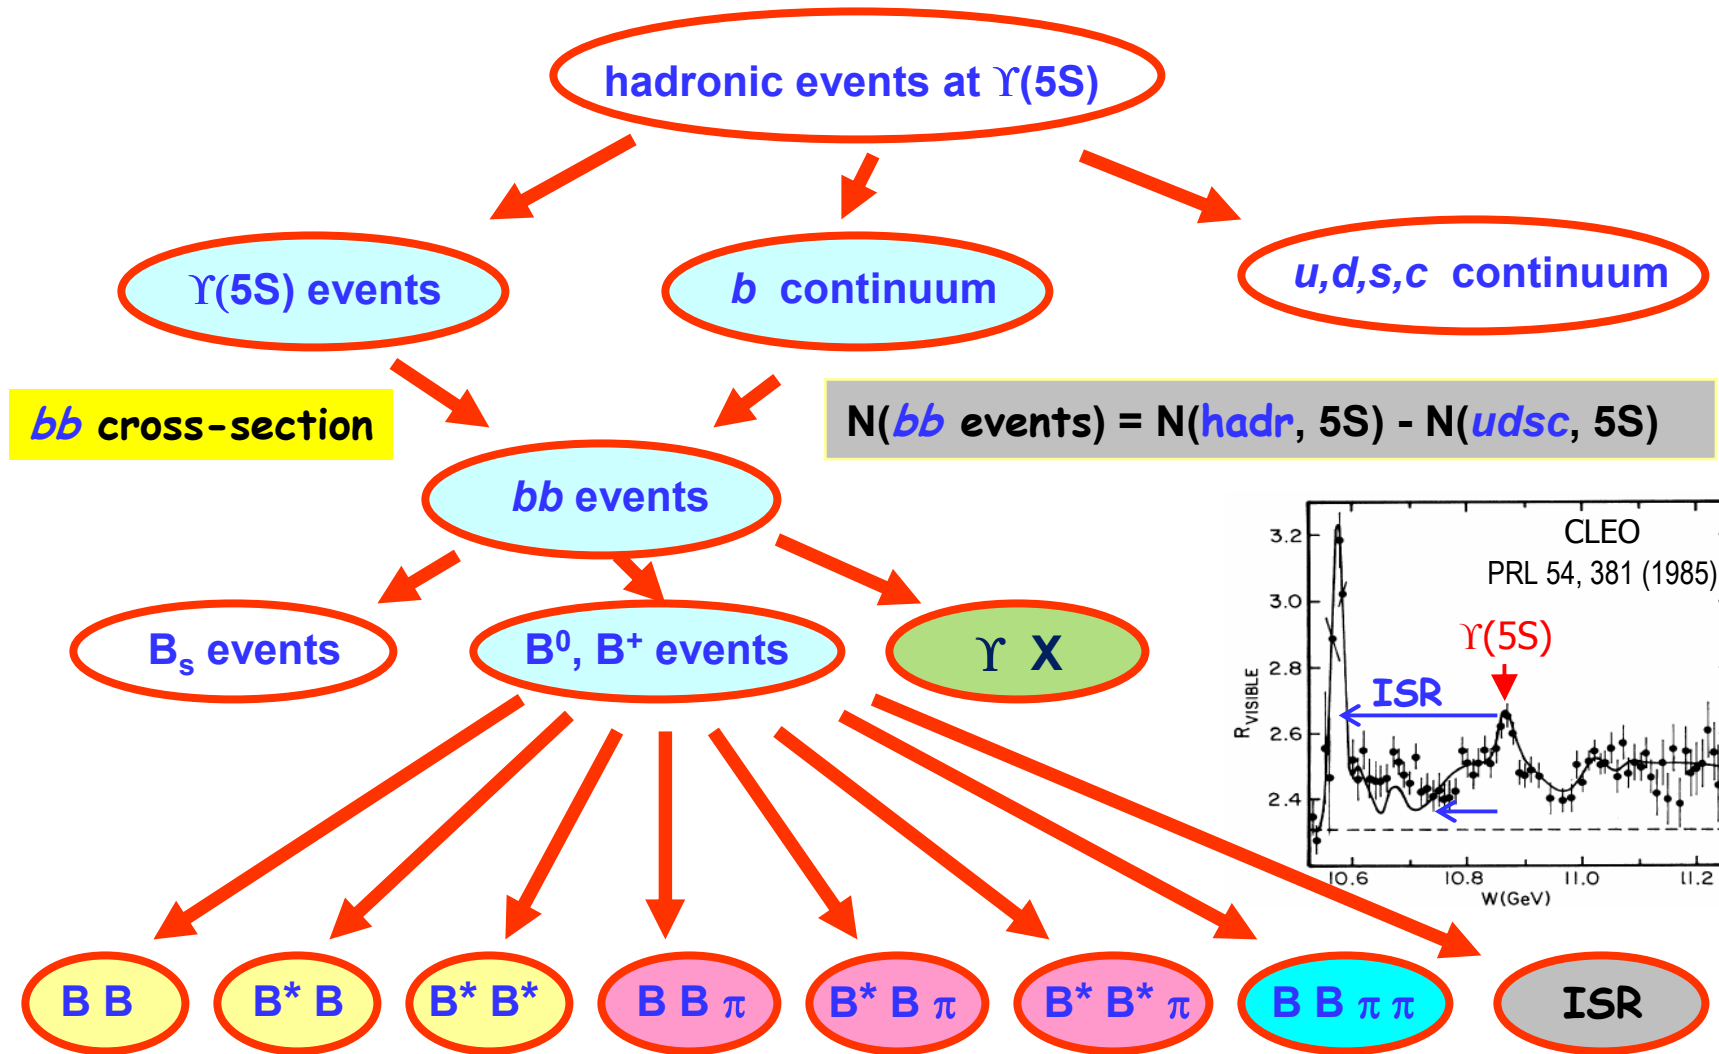 hadronic events at ϒ(5S)
ϒ(5S) events
b continuum
u,d,s,c continuum
bb cross-section
N(bb events) = N(hadr, 5S) - N(udsc, 5S)
bb events
B_s events
B⁰, B⁺ events
ϒ X
CLEO
PRL 54, 381 (1985)
ϒ(5S)
ISR
R VISIBLE
3.2
3.0
2.8
2.6
2.4
10.6 10.8 11.0 11.2
W(GeV)
B B
B* B
B* B*
B B π
B* B π
B* B* π
B B π π
ISR